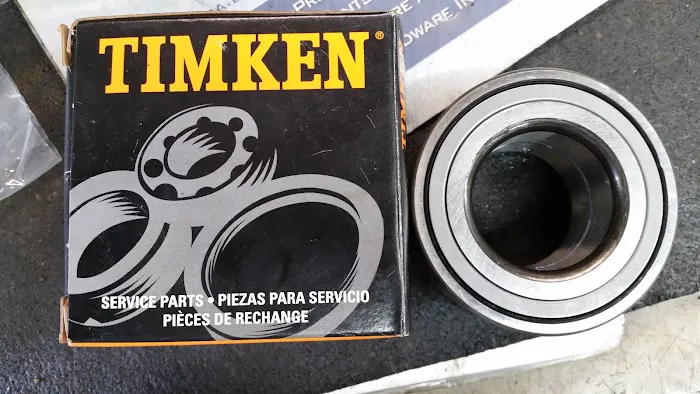 TIMKEN®
SERVICE PARTS • PIEZAS PARA SERVICIO
PIÈCES DE RECHANGE